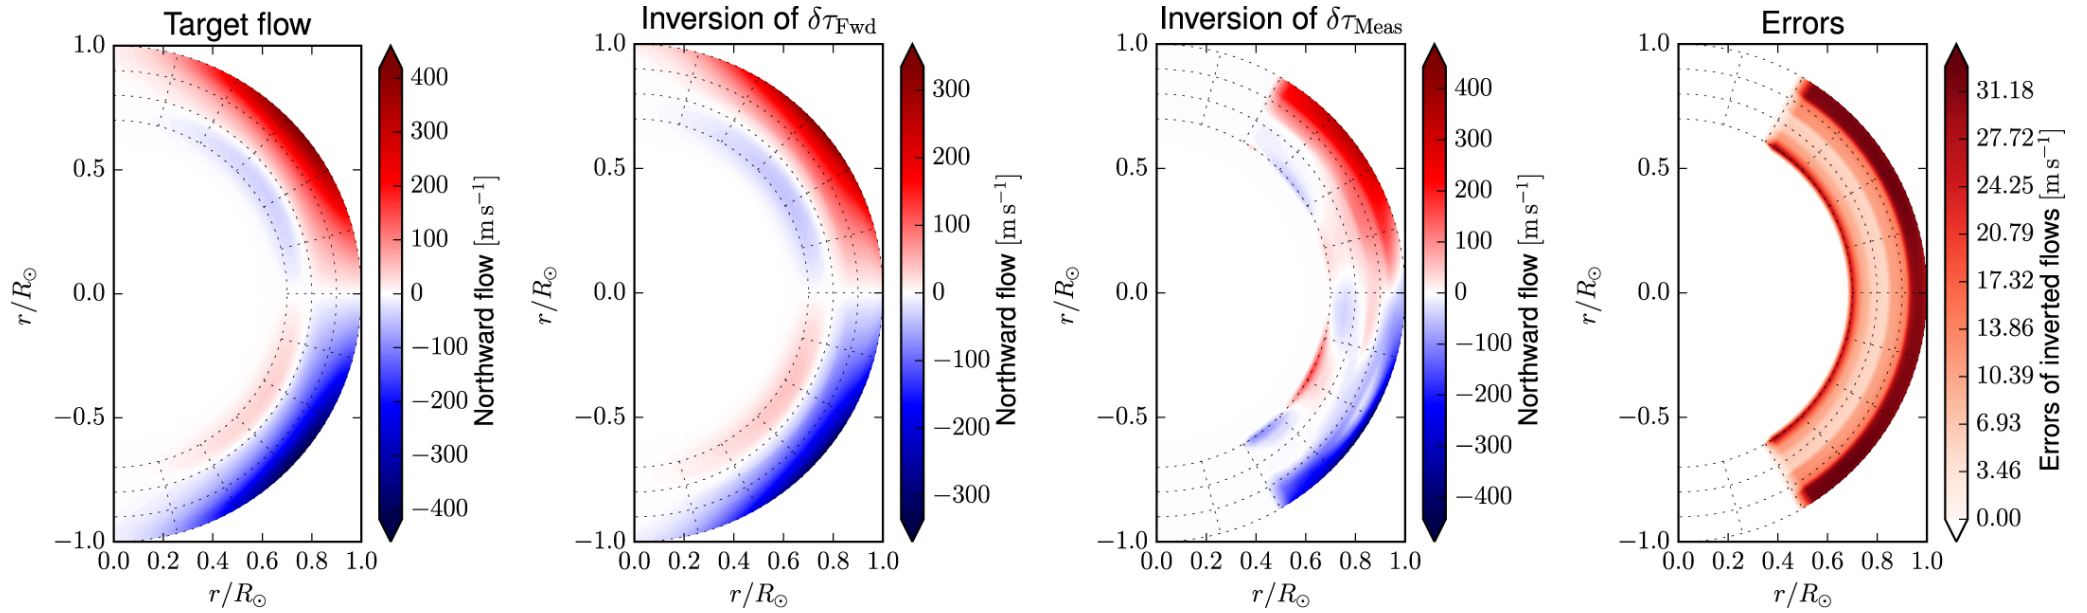 Target flow
1.0
0.5
0.0
−0.5
−1.0
0.0 0.2 0.4 0.6 0.8 1.0
r/R⊙
r/R⊙
400
300
200
100
0
−100
−200
−300
−400
Northward flow [m s⁻¹]
Inversion of δτFwd
1.0
0.5
0.0
−0.5
−1.0
0.0 0.2 0.4 0.6 0.8 1.0
r/R⊙
r/R⊙
300
200
100
0
−100
−200
−300
Northward flow [m s⁻¹]
Inversion of δτMeas
1.0
0.5
0.0
−0.5
−1.0
0.0 0.2 0.4 0.6 0.8 1.0
r/R⊙
r/R⊙
400
300
200
100
0
−100
−200
−300
−400
Northward flow [m s⁻¹]
Errors
1.0
0.5
0.0
−0.5
−1.0
0.0 0.2 0.4 0.6 0.8 1.0
r/R⊙
r/R⊙
31.18
27.72
24.25
20.79
17.32
13.86
10.39
6.93
3.46
0.00
Errors of inverted flows [m s⁻¹]